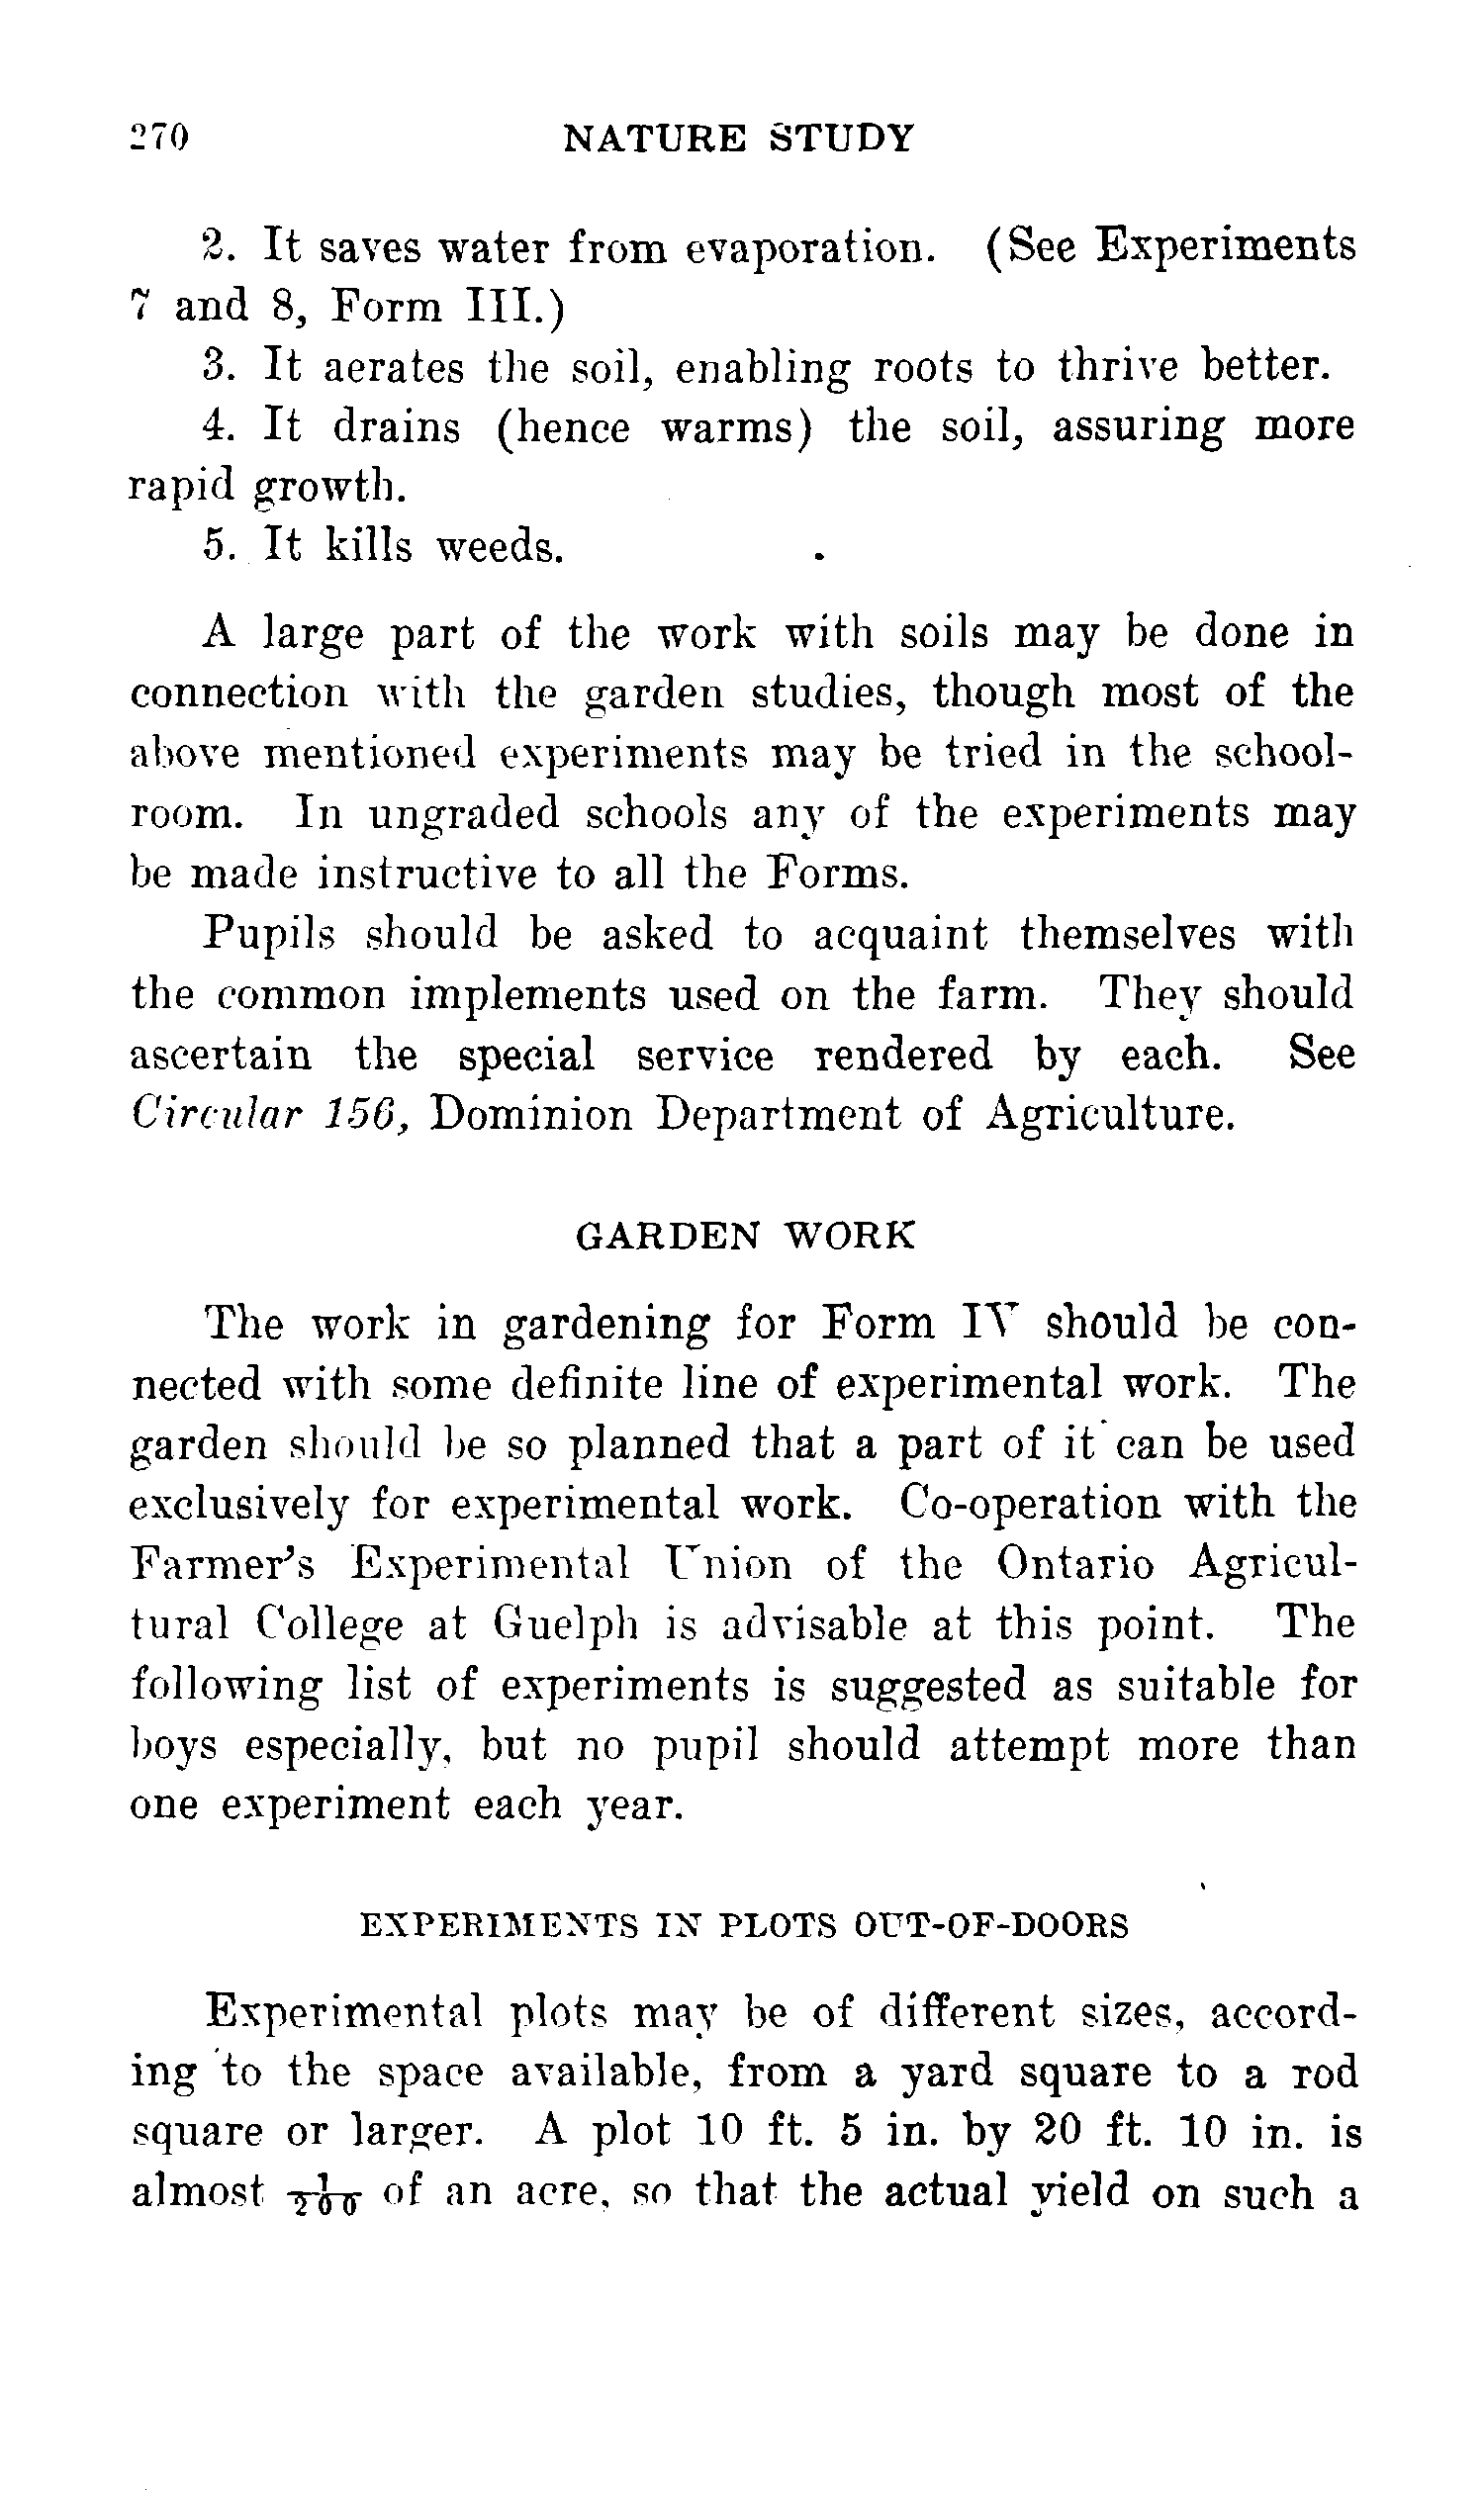 270 NATURE STUDY
2. It saves water from evaporation. (See Experiments
7 and 8, Form III.)
3. It aerates the soil, enabling roots to thrive better.
4. It drains (hence warms) the soil, assuring more
rapid growth.
5. It kills weeds.
A large part of the work with soils may be done in
connection with the garden studies, though most of the
above mentioned experiments may be tried in the school-
room. In ungraded schools any of the experiments may
be made instructive to all the Forms.
Pupils should be asked to acquaint themselves with
the common implements used on the farm. They should
ascertain the special service rendered by each. See
Circular 156, Dominion Department of Agriculture.
GARDEN WORK
The work in gardening for Form IV should be con-
nected with some definite line of experimental work. The
garden should be so planned that a part of it can be used
exclusively for experimental work. Co-operation with the
Farmer's Experimental Union of the Ontario Agricul-
tural College at Guelph is advisable at this point. The
following list of experiments is suggested as suitable for
boys especially, but no pupil should attempt more than
one experiment each year.
EXPERIMENTS IN PLOTS OUT-OF-DOORS
Experimental plots may be of different sizes, accord-
ing to the space available, from a yard square to a rod
square or larger. A plot 10 ft. 5 in. by 20 ft. 10 in. is
almost 1/200 of an acre, so that the actual yield on such a